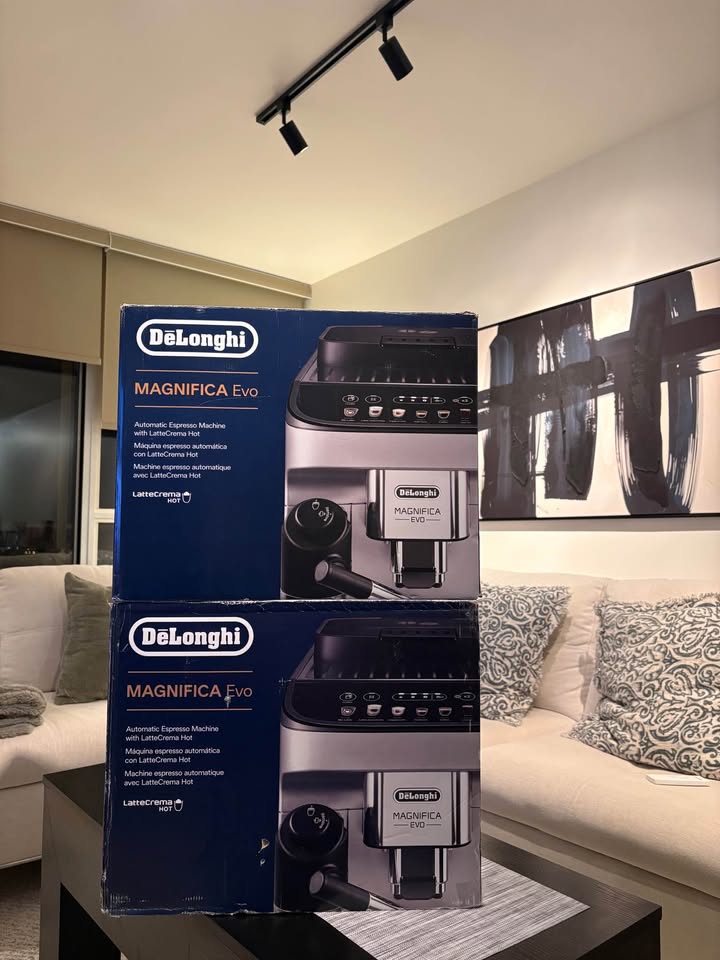 DēLonghi
MAGNIFICA Evo
Automatic Espresso Machine
with LatteCrema Hot
Máquina espresso automática
con LatteCrema Hot
Machine espresso automatique
avec LatteCrema Hot
LatteCrema
HOT
DēLonghi
MAGNIFICA
EVO
DēLonghi
MAGNIFICA Evo
Automatic Espresso Machine
with LatteCrema Hot
Máquina espresso automática
con LatteCrema Hot
Machine espresso automatique
avec LatteCrema Hot
LatteCrema
HOT
DēLonghi
MAGNIFICA
EVO